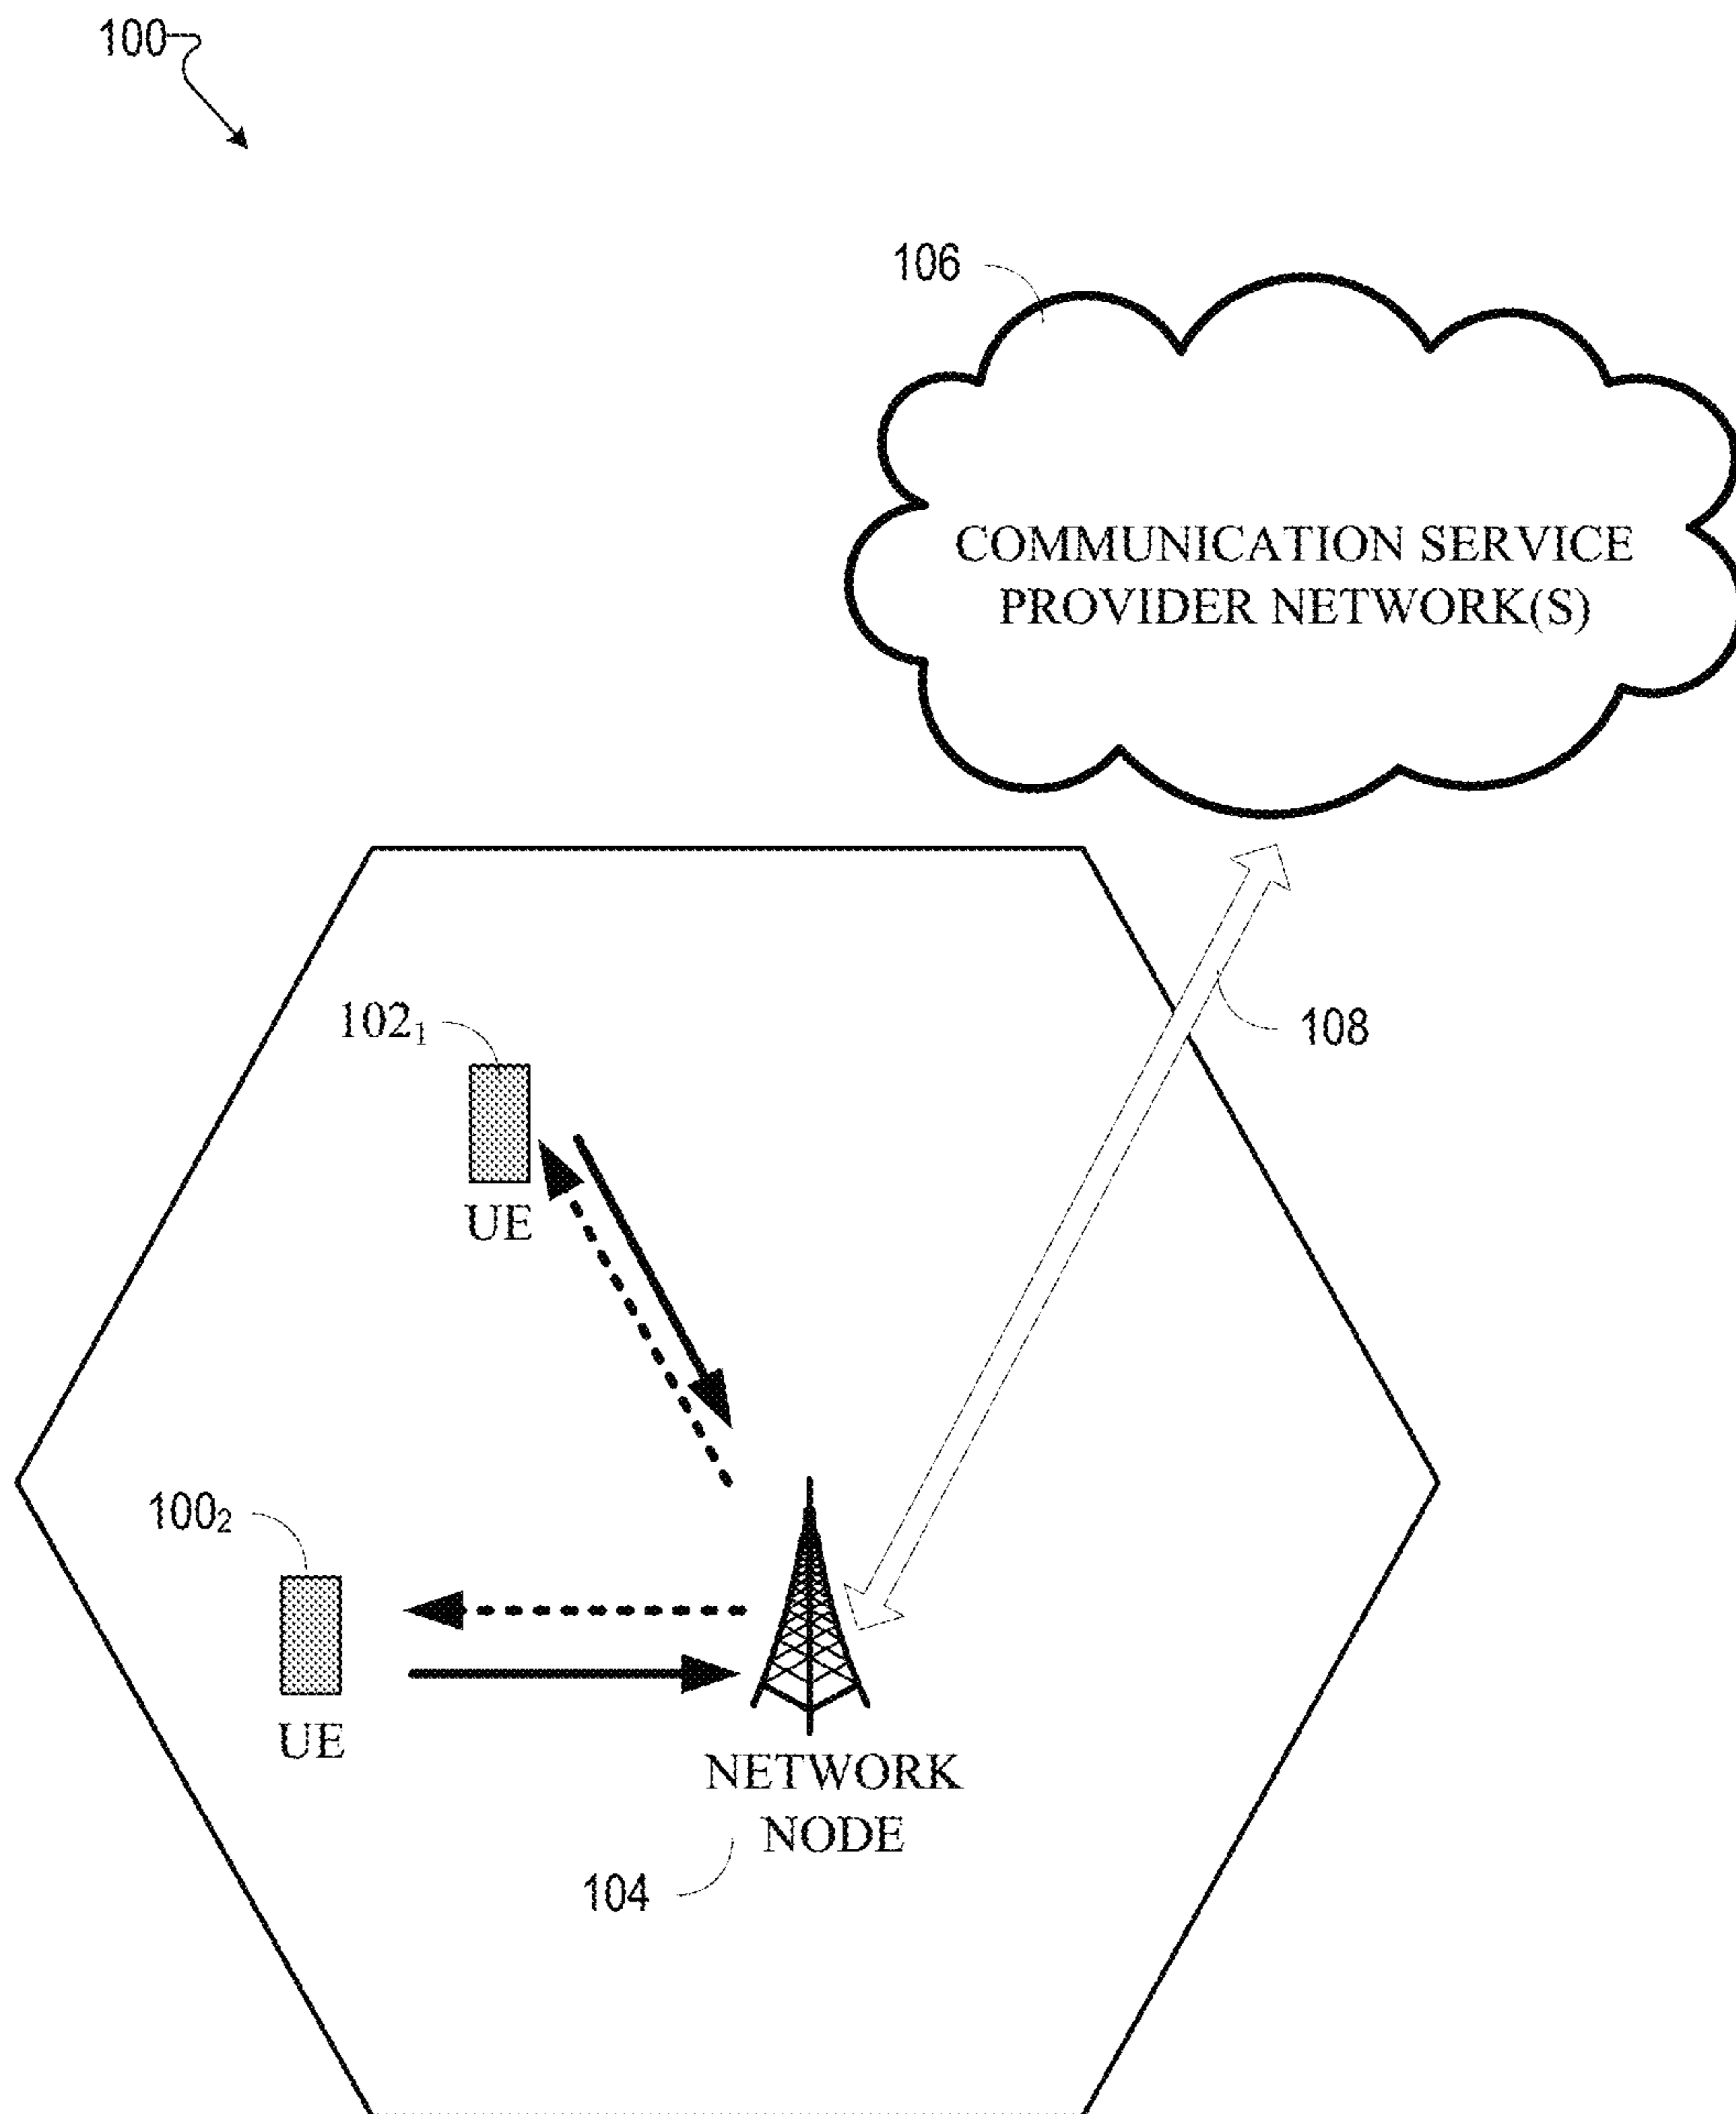 100
106
COMMUNICATION SERVICE
PROVIDER NETWORK(S)
102₁
108
UE
100₂
UE
NETWORK
NODE
104